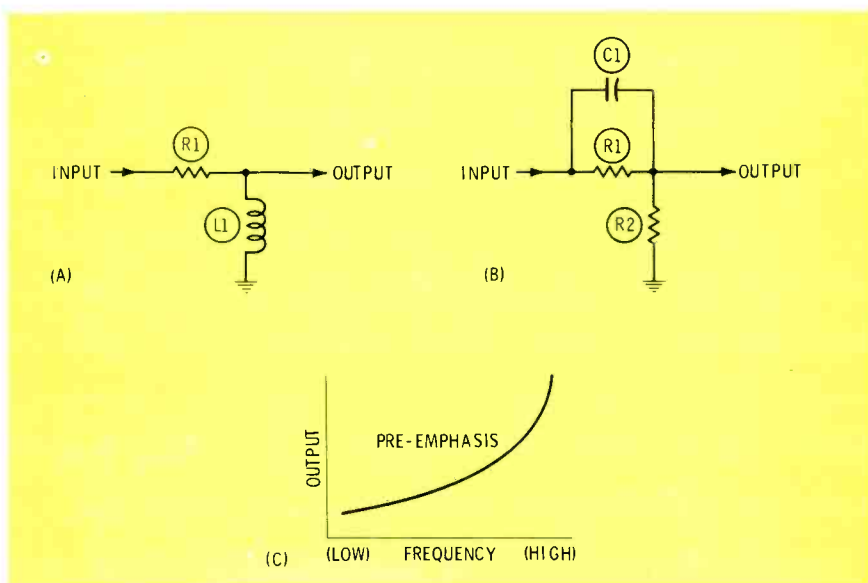 C1
R1
R1
INPUT
OUTPUT
INPUT
OUTPUT
L1
R2
(A)
(B)
OUTPUT
PRE-EMPHASIS
(C)
(LOW)
FREQUENCY
(HIGH)